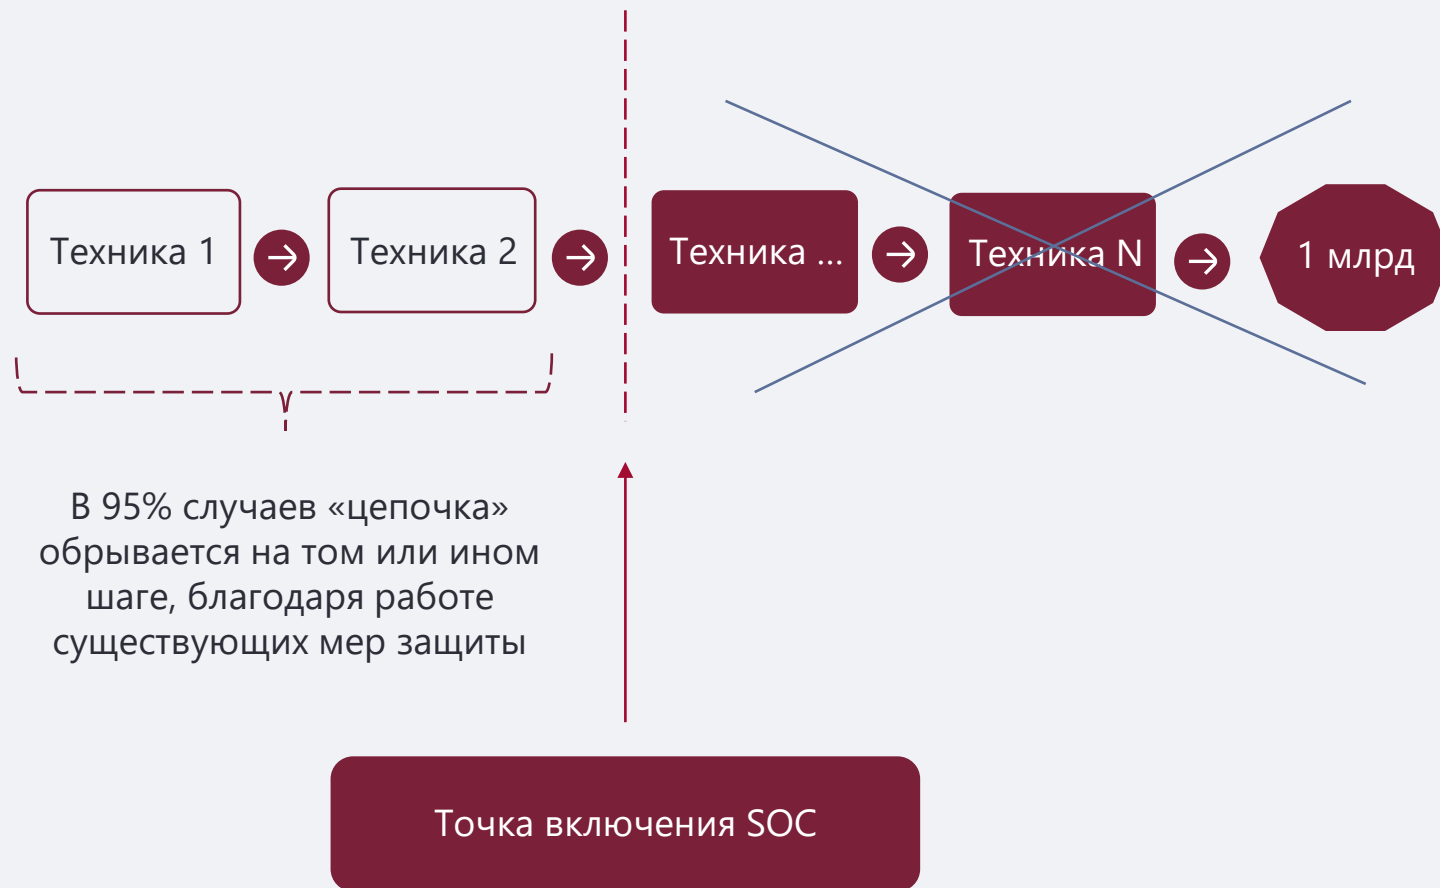 Техника 1
Техника 2
Техника ...
Техника N
1 млрд
В 95% случаев «цепочка»
обрывается на том или ином
шаге, благодаря работе
существующих мер защиты
Точка включения SOC